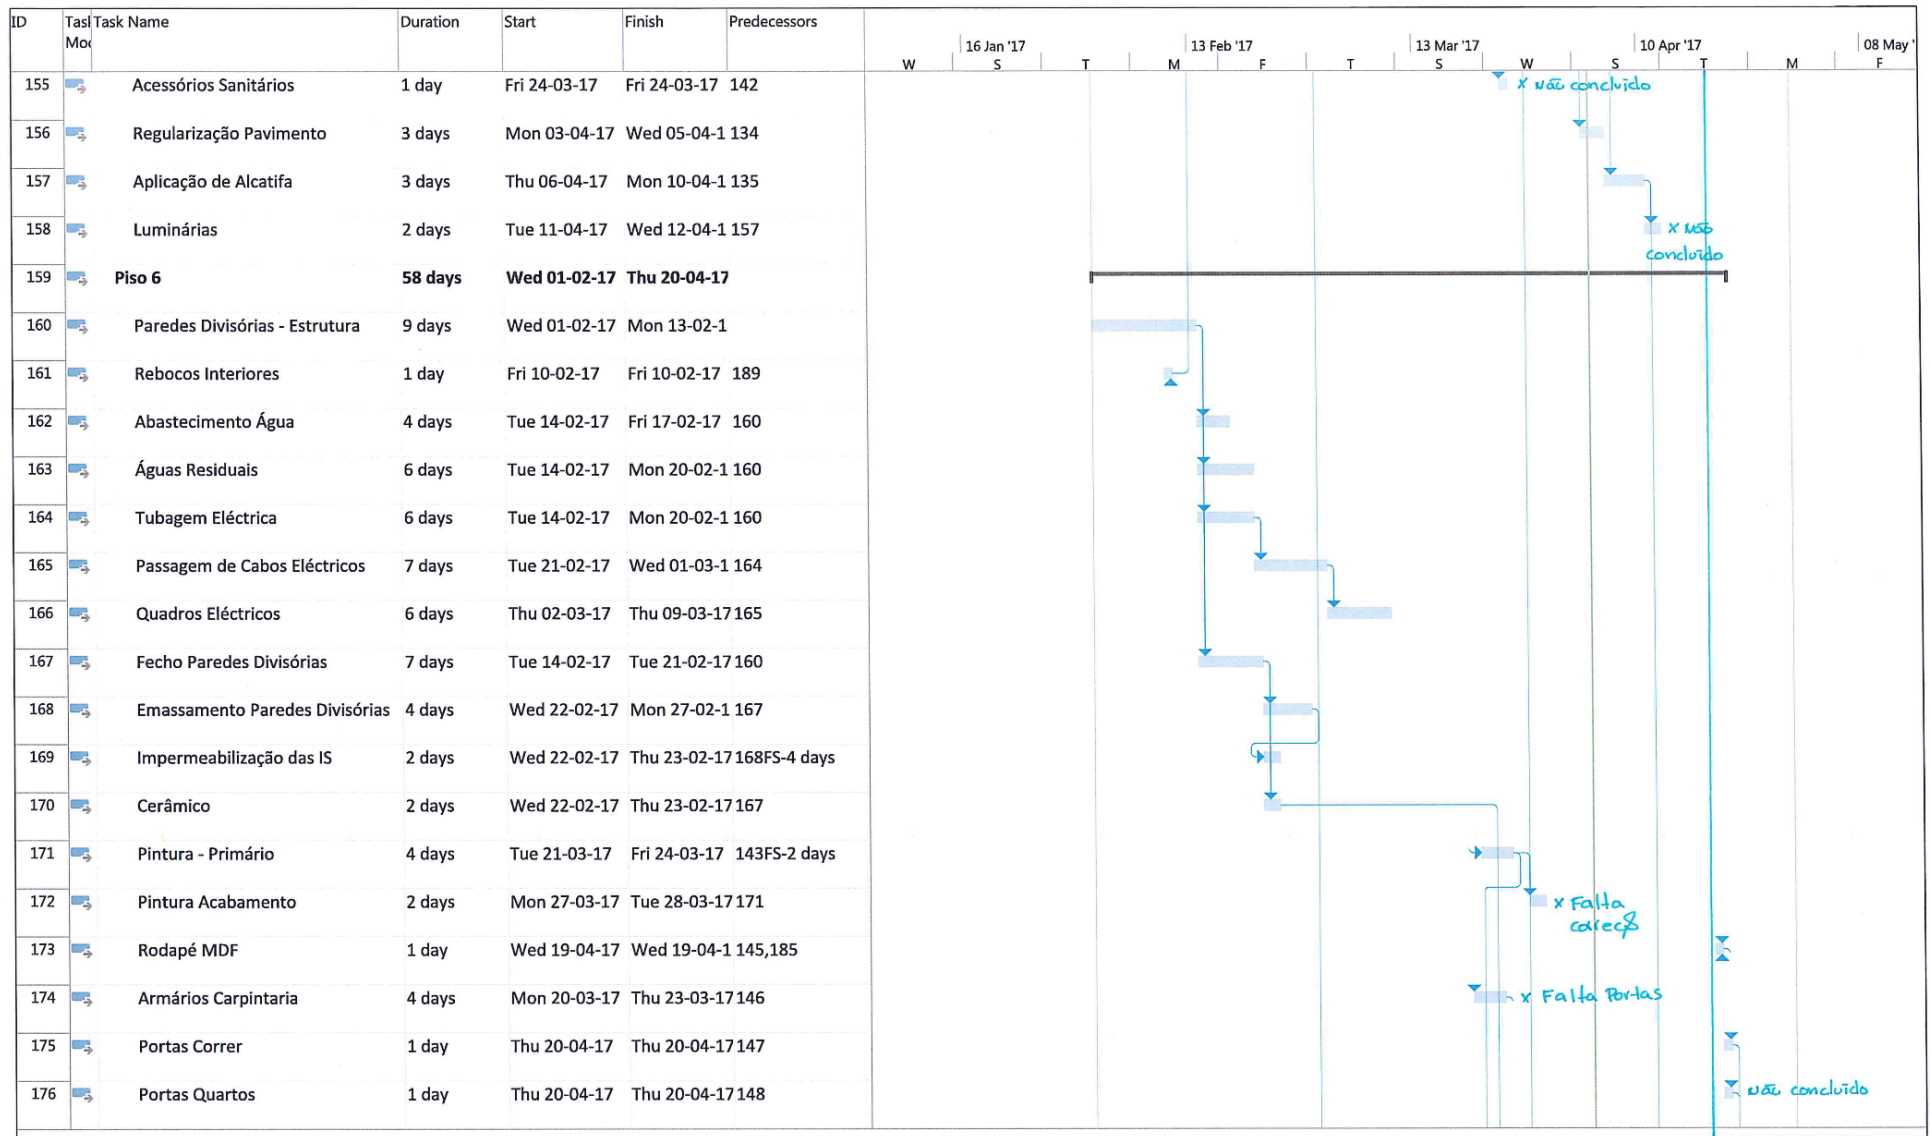 ID Task Mod Task Name Duration Start Finish Predecessors
16 Jan '17 13 Feb '17 13 Mar '17 10 Apr '17 08 May '
W S T M F T S W S T M F
155 Acessórios Sanitários 1 day Fri 24-03-17 Fri 24-03-17 142 x Não concluído
156 Regularização Pavimento 3 days Mon 03-04-17 Wed 05-04-1 134
157 Aplicação de Alcatifa 3 days Thu 06-04-17 Mon 10-04-1 135
158 Luminárias 2 days Tue 11-04-17 Wed 12-04-1 157 x Não
concluído
159 Piso 6 58 days Wed 01-02-17 Thu 20-04-17
160 Paredes Divisórias - Estrutura 9 days Wed 01-02-17 Mon 13-02-1
161 Rebocos Interiores 1 day Fri 10-02-17 Fri 10-02-17 189
162 Abastecimento Água 4 days Tue 14-02-17 Fri 17-02-17 160
163 Águas Residuais 6 days Tue 14-02-17 Mon 20-02-1 160
164 Tubagem Eléctrica 6 days Tue 14-02-17 Mon 20-02-1 160
165 Passagem de Cabos Eléctricos 7 days Tue 21-02-17 Wed 01-03-1 164
166 Quadros Eléctricos 6 days Thu 02-03-17 Thu 09-03-17 165
167 Fecho Paredes Divisórias 7 days Tue 14-02-17 Tue 21-02-17 160
168 Emassamento Paredes Divisórias 4 days Wed 22-02-17 Mon 27-02-1 167
169 Impermeabilização das IS 2 days Wed 22-02-17 Thu 23-02-17 168FS-4 days
170 Cerâmico 2 days Wed 22-02-17 Thu 23-02-17 167
171 Pintura - Primário 4 days Tue 21-03-17 Fri 24-03-17 143FS-2 days
172 Pintura Acabamento 2 days Mon 27-03-17 Tue 28-03-17 171 x Falta
173 Rodapé MDF 1 day Wed 19-04-17 Wed 19-04-1 145,185
174 Armários Carpintaria 4 days Mon 20-03-17 Thu 23-03-17 146 x Falta Portas
175 Portas Correr 1 day Thu 20-04-17 Thu 20-04-17 147
176 Portas Quartos 1 day Thu 20-04-17 Thu 20-04-17 148 Não concluído